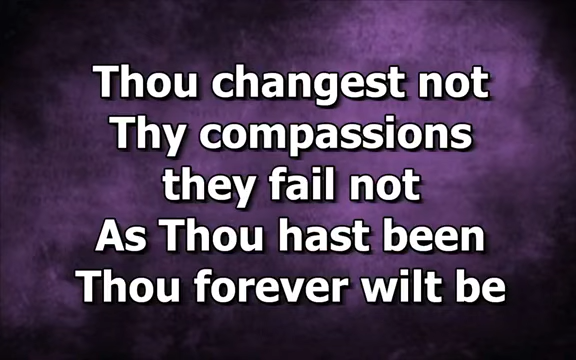 Thou changest not
Thy compassions
they fail not
As Thou hast been
Thou forever wilt be